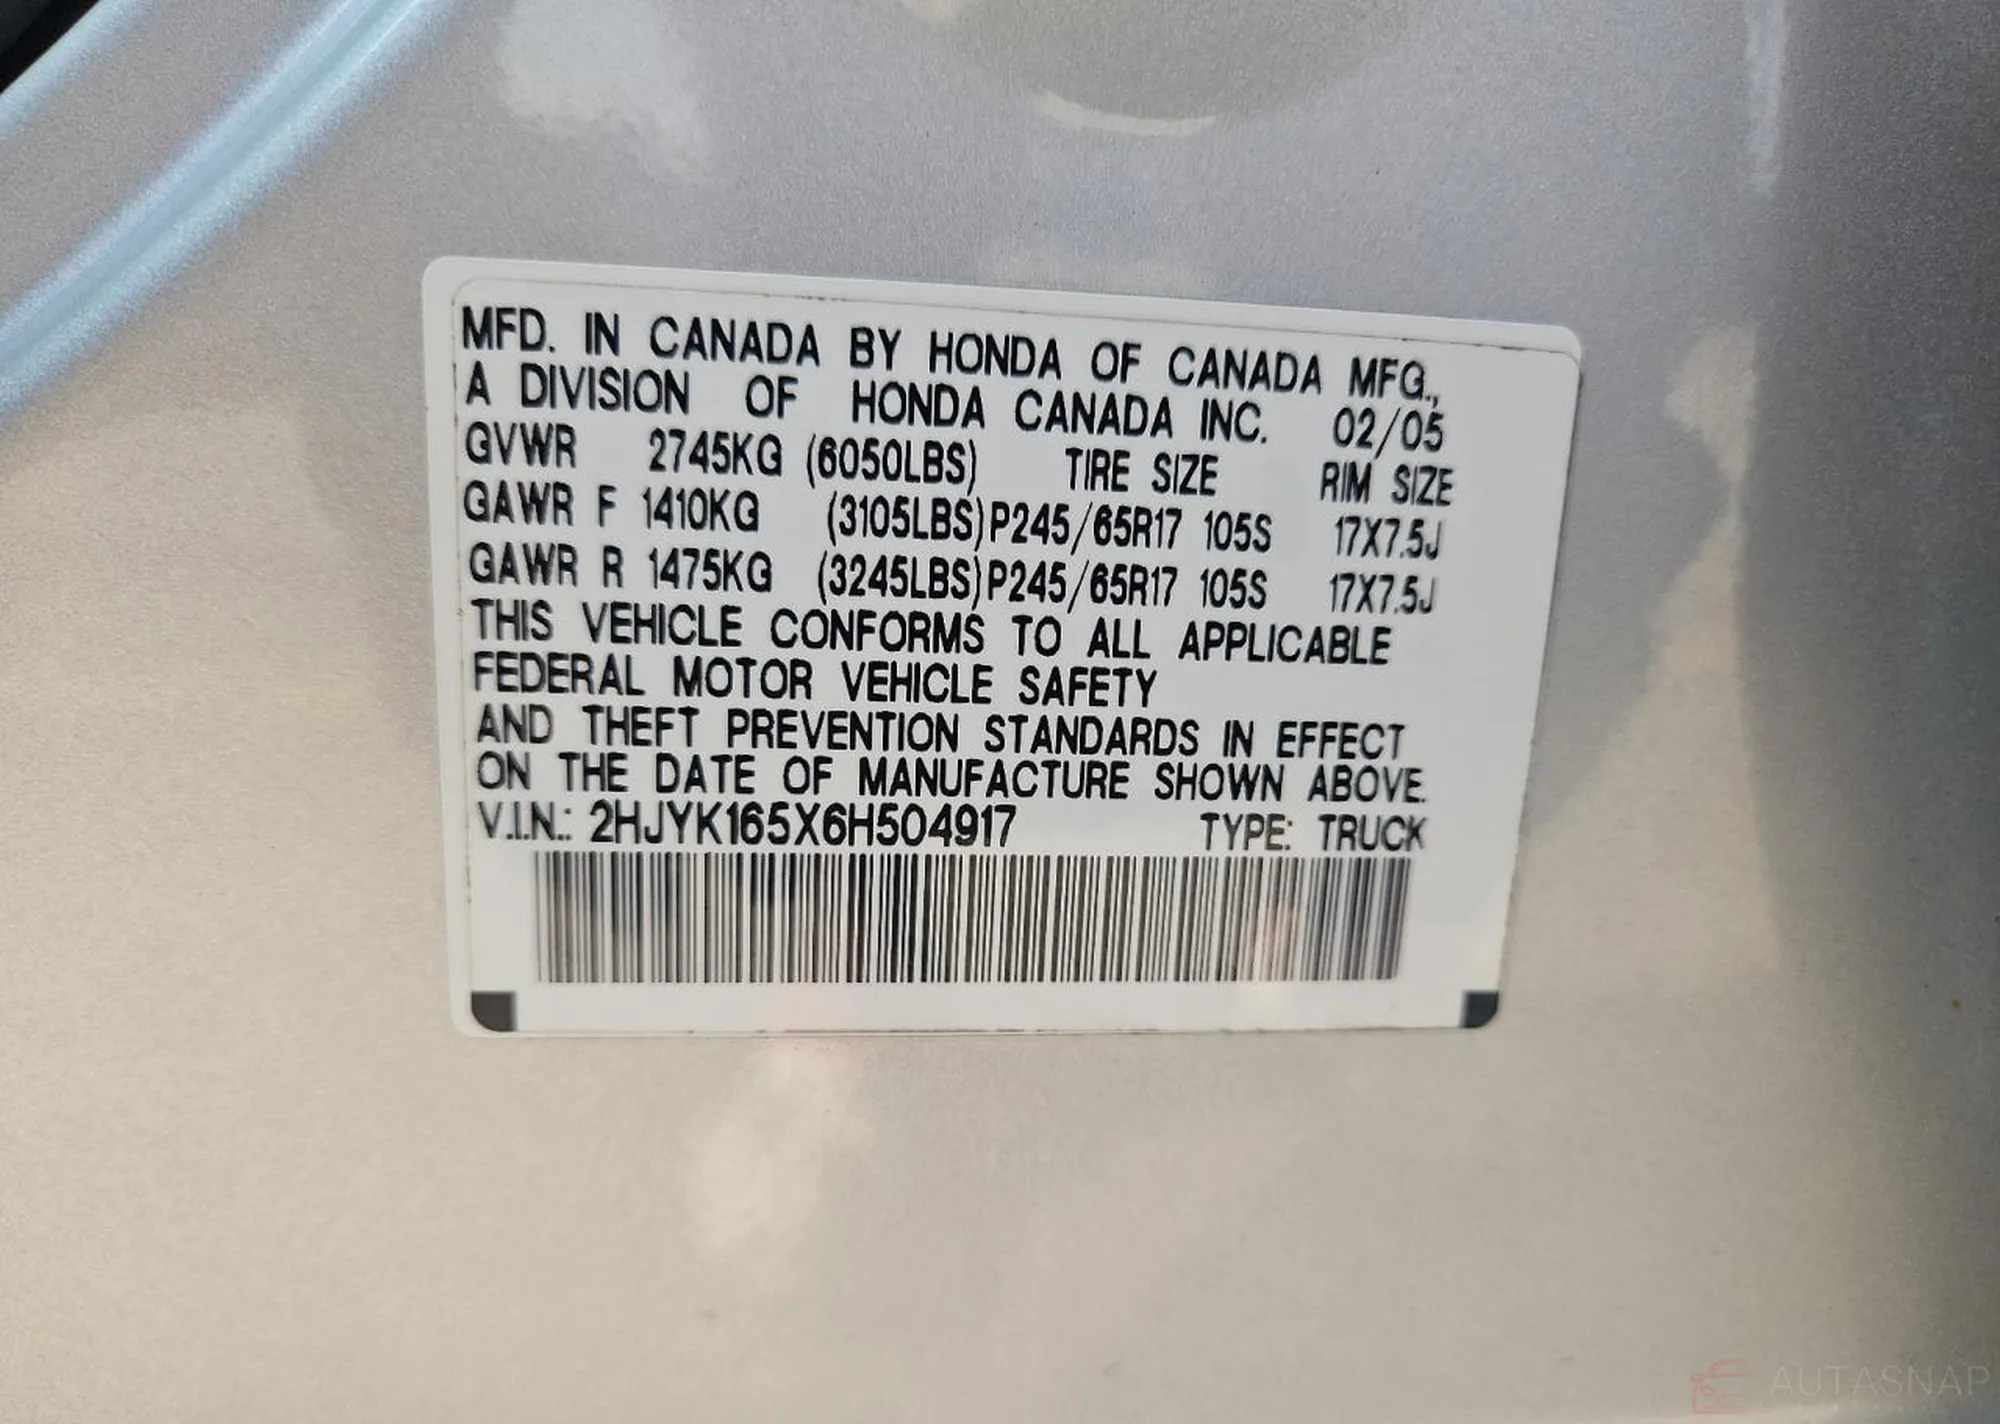 MFD. IN CANADA BY HONDA OF CANADA MFG.,
A DIVISION OF HONDA CANADA INC. 02/05
GVWR 2745KG (6050LBS) TIRE SIZE RIM SIZE
GAWR F 1410KG (3105LBS) P245/65R17 105S 17X7.5J
GAWR R 1475KG (3245LBS) P245/65R17 105S 17X7.5J
THIS VEHICLE CONFORMS TO ALL APPLICABLE
FEDERAL MOTOR VEHICLE SAFETY
AND THEFT PREVENTION STANDARDS IN EFFECT
ON THE DATE OF MANUFACTURE SHOWN ABOVE.
V.I.N.: 2HJYK165X6H504917 TYPE: TRUCK
AUTASNAP